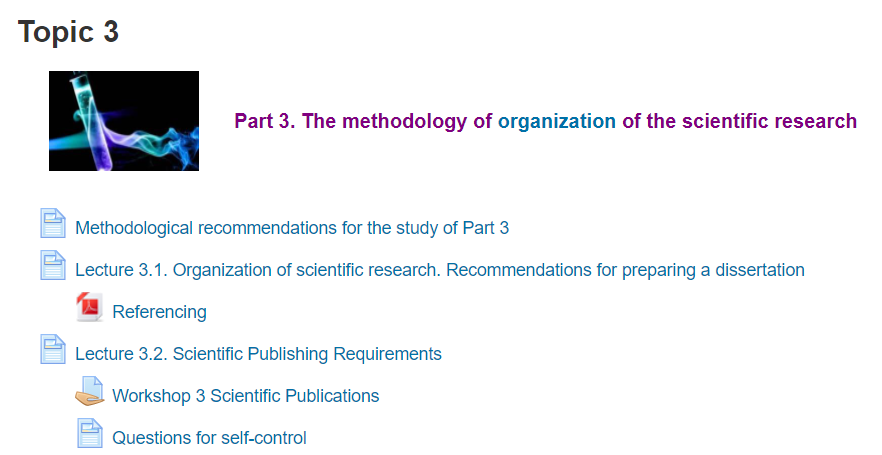 Topic 3
Part 3. The methodology of organization of the scientific research
Methodological recommendations for the study of Part 3
Lecture 3.1. Organization of scientific research. Recommendations for preparing a dissertation
Referencing
Lecture 3.2. Scientific Publishing Requirements
Workshop 3 Scientific Publications
Questions for self-control